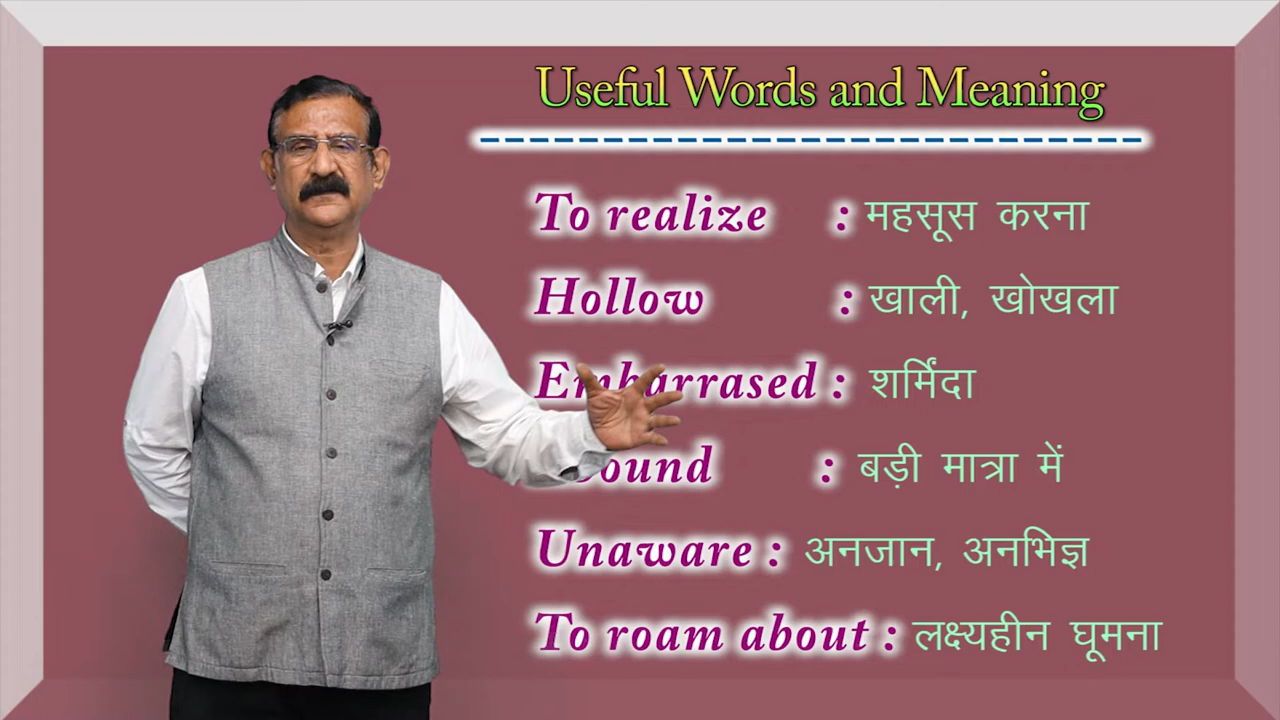 Useful Words and Meaning
To realize : महसूस करना
Hollow : खाली, खोखला
Embarrased : शर्मिंदा
: बड़ी मात्रा में
Unaware : अनजान, अनभिज्ञ
To roam about : लक्ष्यहीन घूमना